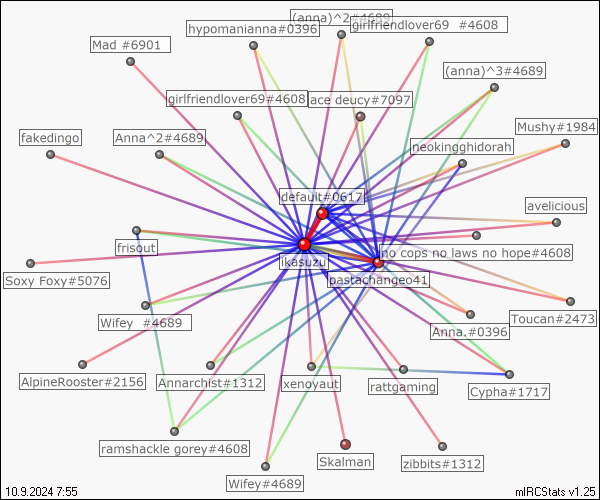 (anna)^2#4689
girlfriendlover69  #4608
hypomanianna#0396
Mad #6901
(anna)^3#4689
girlfriendlover69#4608
ace deucy#7097
Mushy#1984
fakedingo
Anna^2#4689
neokingghidorah
default#0617
avelicious
frisout
no cops no laws no hope#4608
ikasuzu
Soxy Foxy#5076
pastachangeo41
Wifey  #4689
Anna.#0396
Toucan#2473
AlpineRooster#2156
Annarchist#1312
xenoyaut
rattgaming
Cypha#1717
ramshackle gorey#4608
Skalman
zibbits#1312
Wifey#4689
10.9.2024 7:55
mIRCStats v1.25